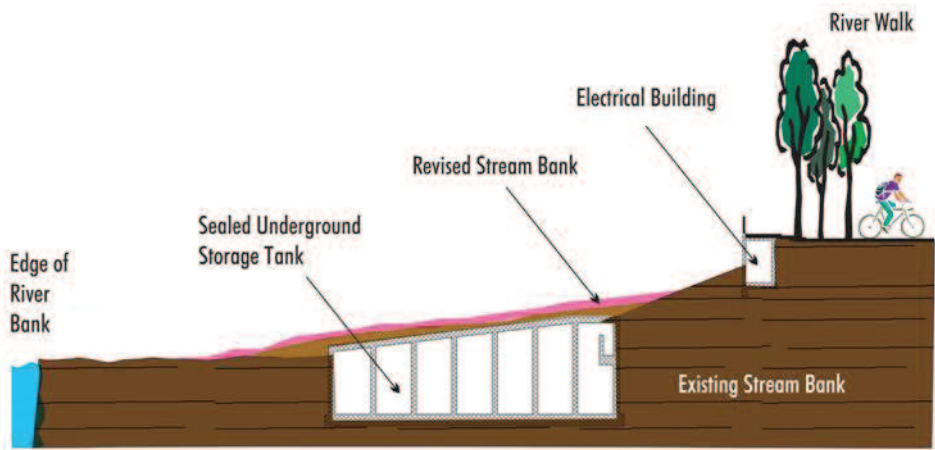 River Walk
Electrical Building
Revised Stream Bank
Sealed Underground
Storage Tank
Edge of
River
Bank
Existing Stream Bank